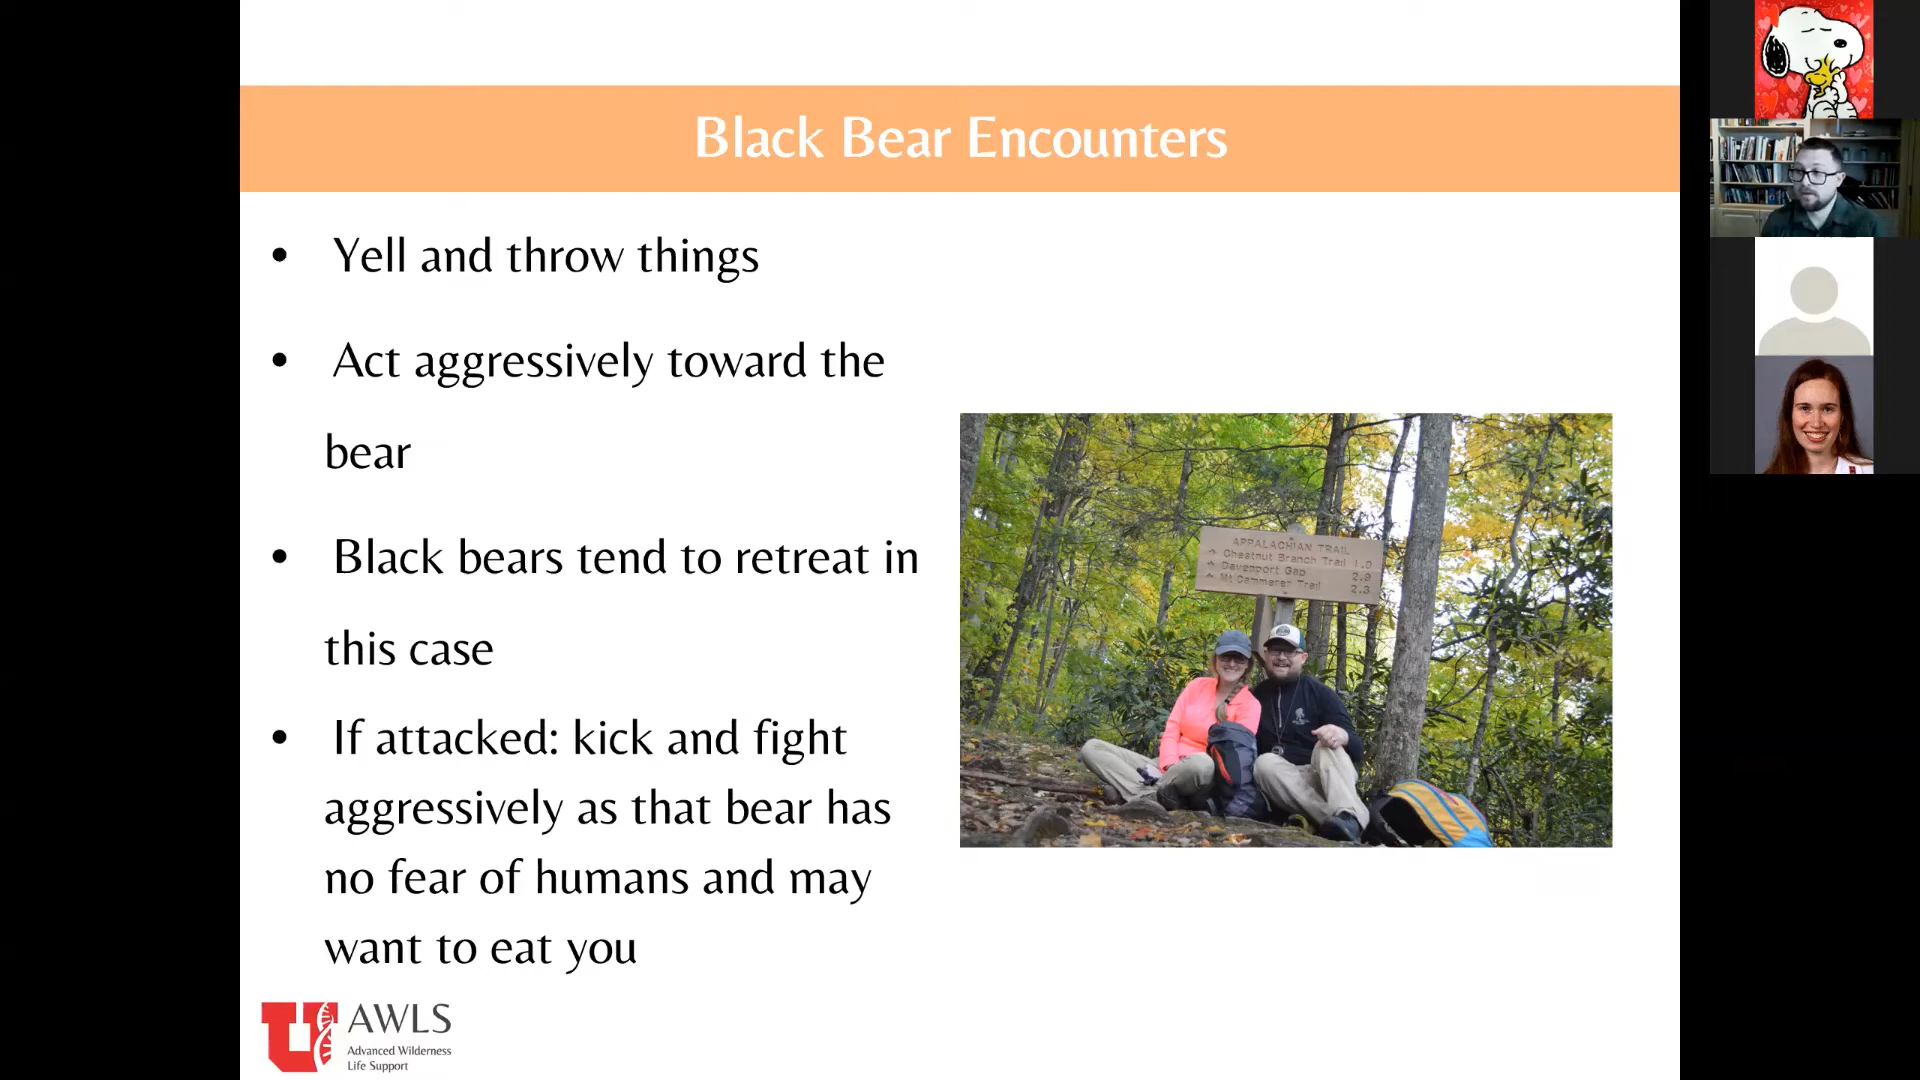 Black Bear Encounters
• Yell and throw things
• Act aggressively toward the
bear
• Black bears tend to retreat in
this case
• If attacked: kick and fight
aggressively as that bear has
no fear of humans and may
want to eat you
APPALACHIAN TRAIL
Chestnut Branch Trail 1.0
Davenport Gap 2.9
Mt Cammerer Trail 2.3
U AWLS
Advanced Wilderness
Life Support